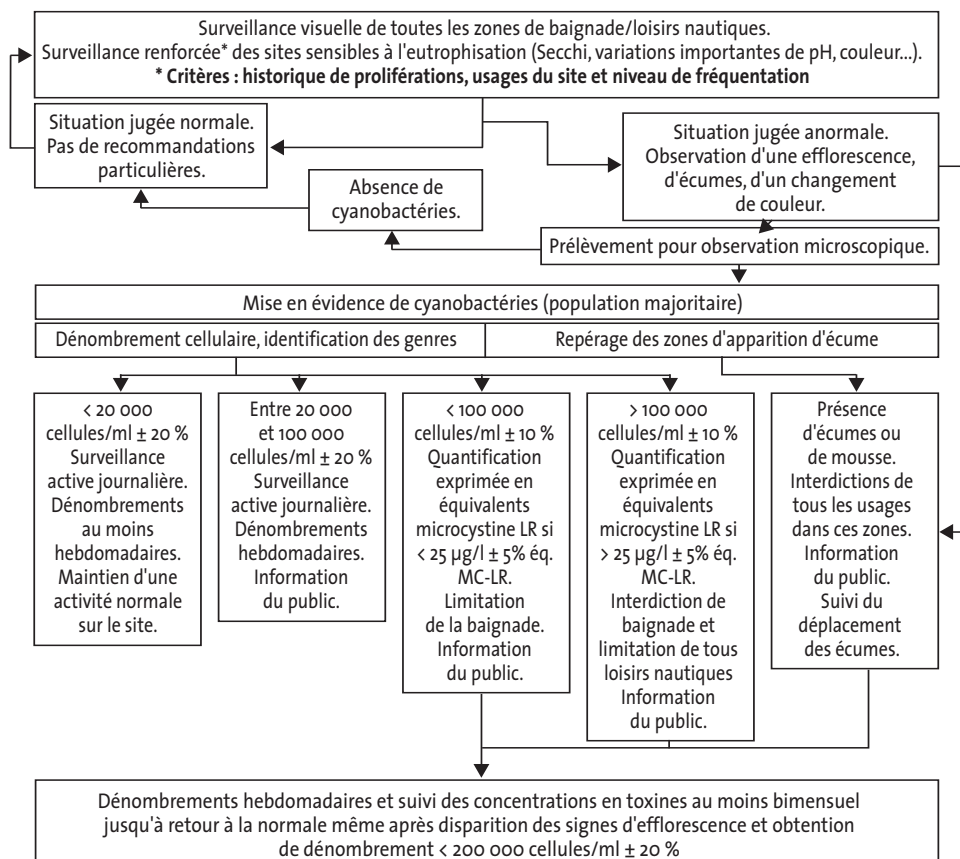 Surveillance visuelle de toutes les zones de baignade/loisirs nautiques.
Surveillance renforcée* des sites sensibles à l'eutrophisation (Secchi, variations importantes de pH, couleur...).
* Critères : historique de proliférations, usages du site et niveau de fréquentation
Situation jugée normale.
Pas de recommandations
particulières.
Situation jugée anormale.
Observation d'une efflorescence,
d'écumes, d'un changement
de couleur.
Absence de
cyanobactéries.
Prélèvement pour observation microscopique.
Mise en évidence de cyanobactéries (population majoritaire)
Dénombrement cellulaire, identification des genres
Repérage des zones d'apparition d'écume
< 20 000
cellules/ml ± 20 %
Surveillance
active journalière.
Dénombrements
au moins
hebdomadaires.
Maintien d'une
activité normale
sur le site.
Entre 20 000
et 100 000
cellules/ml ± 20 %
Surveillance
active journalière.
Dénombrements
hebdomadaires.
Information
du public.
< 100 000
cellules/ml ± 10 %
Quantification
exprimée en
équivalents
microcystine LR si
< 25 µg/l ± 5% éq.
MC-LR.
Limitation
de la baignade.
Information
du public.
> 100 000
cellules/ml ± 10 %
Quantification
exprimée en
équivalents
microcystine LR si
> 25 µg/l ± 5% éq.
MC-LR.
Interdiction de
baignade et
limitation de tous
loisirs nautiques
Information
du public.
Présence
d'écumes ou
de mousse.
Interdictions de
tous les usages
dans ces zones.
Information
du public.
Suivi du
déplacement
des écumes.
Dénombrements hebdomadaires et suivi des concentrations en toxines au moins bimensuel
jusqu'à retour à la normale même après disparition des signes d'efflorescence et obtention
de dénombrement < 200 000 cellules/ml ± 20 %